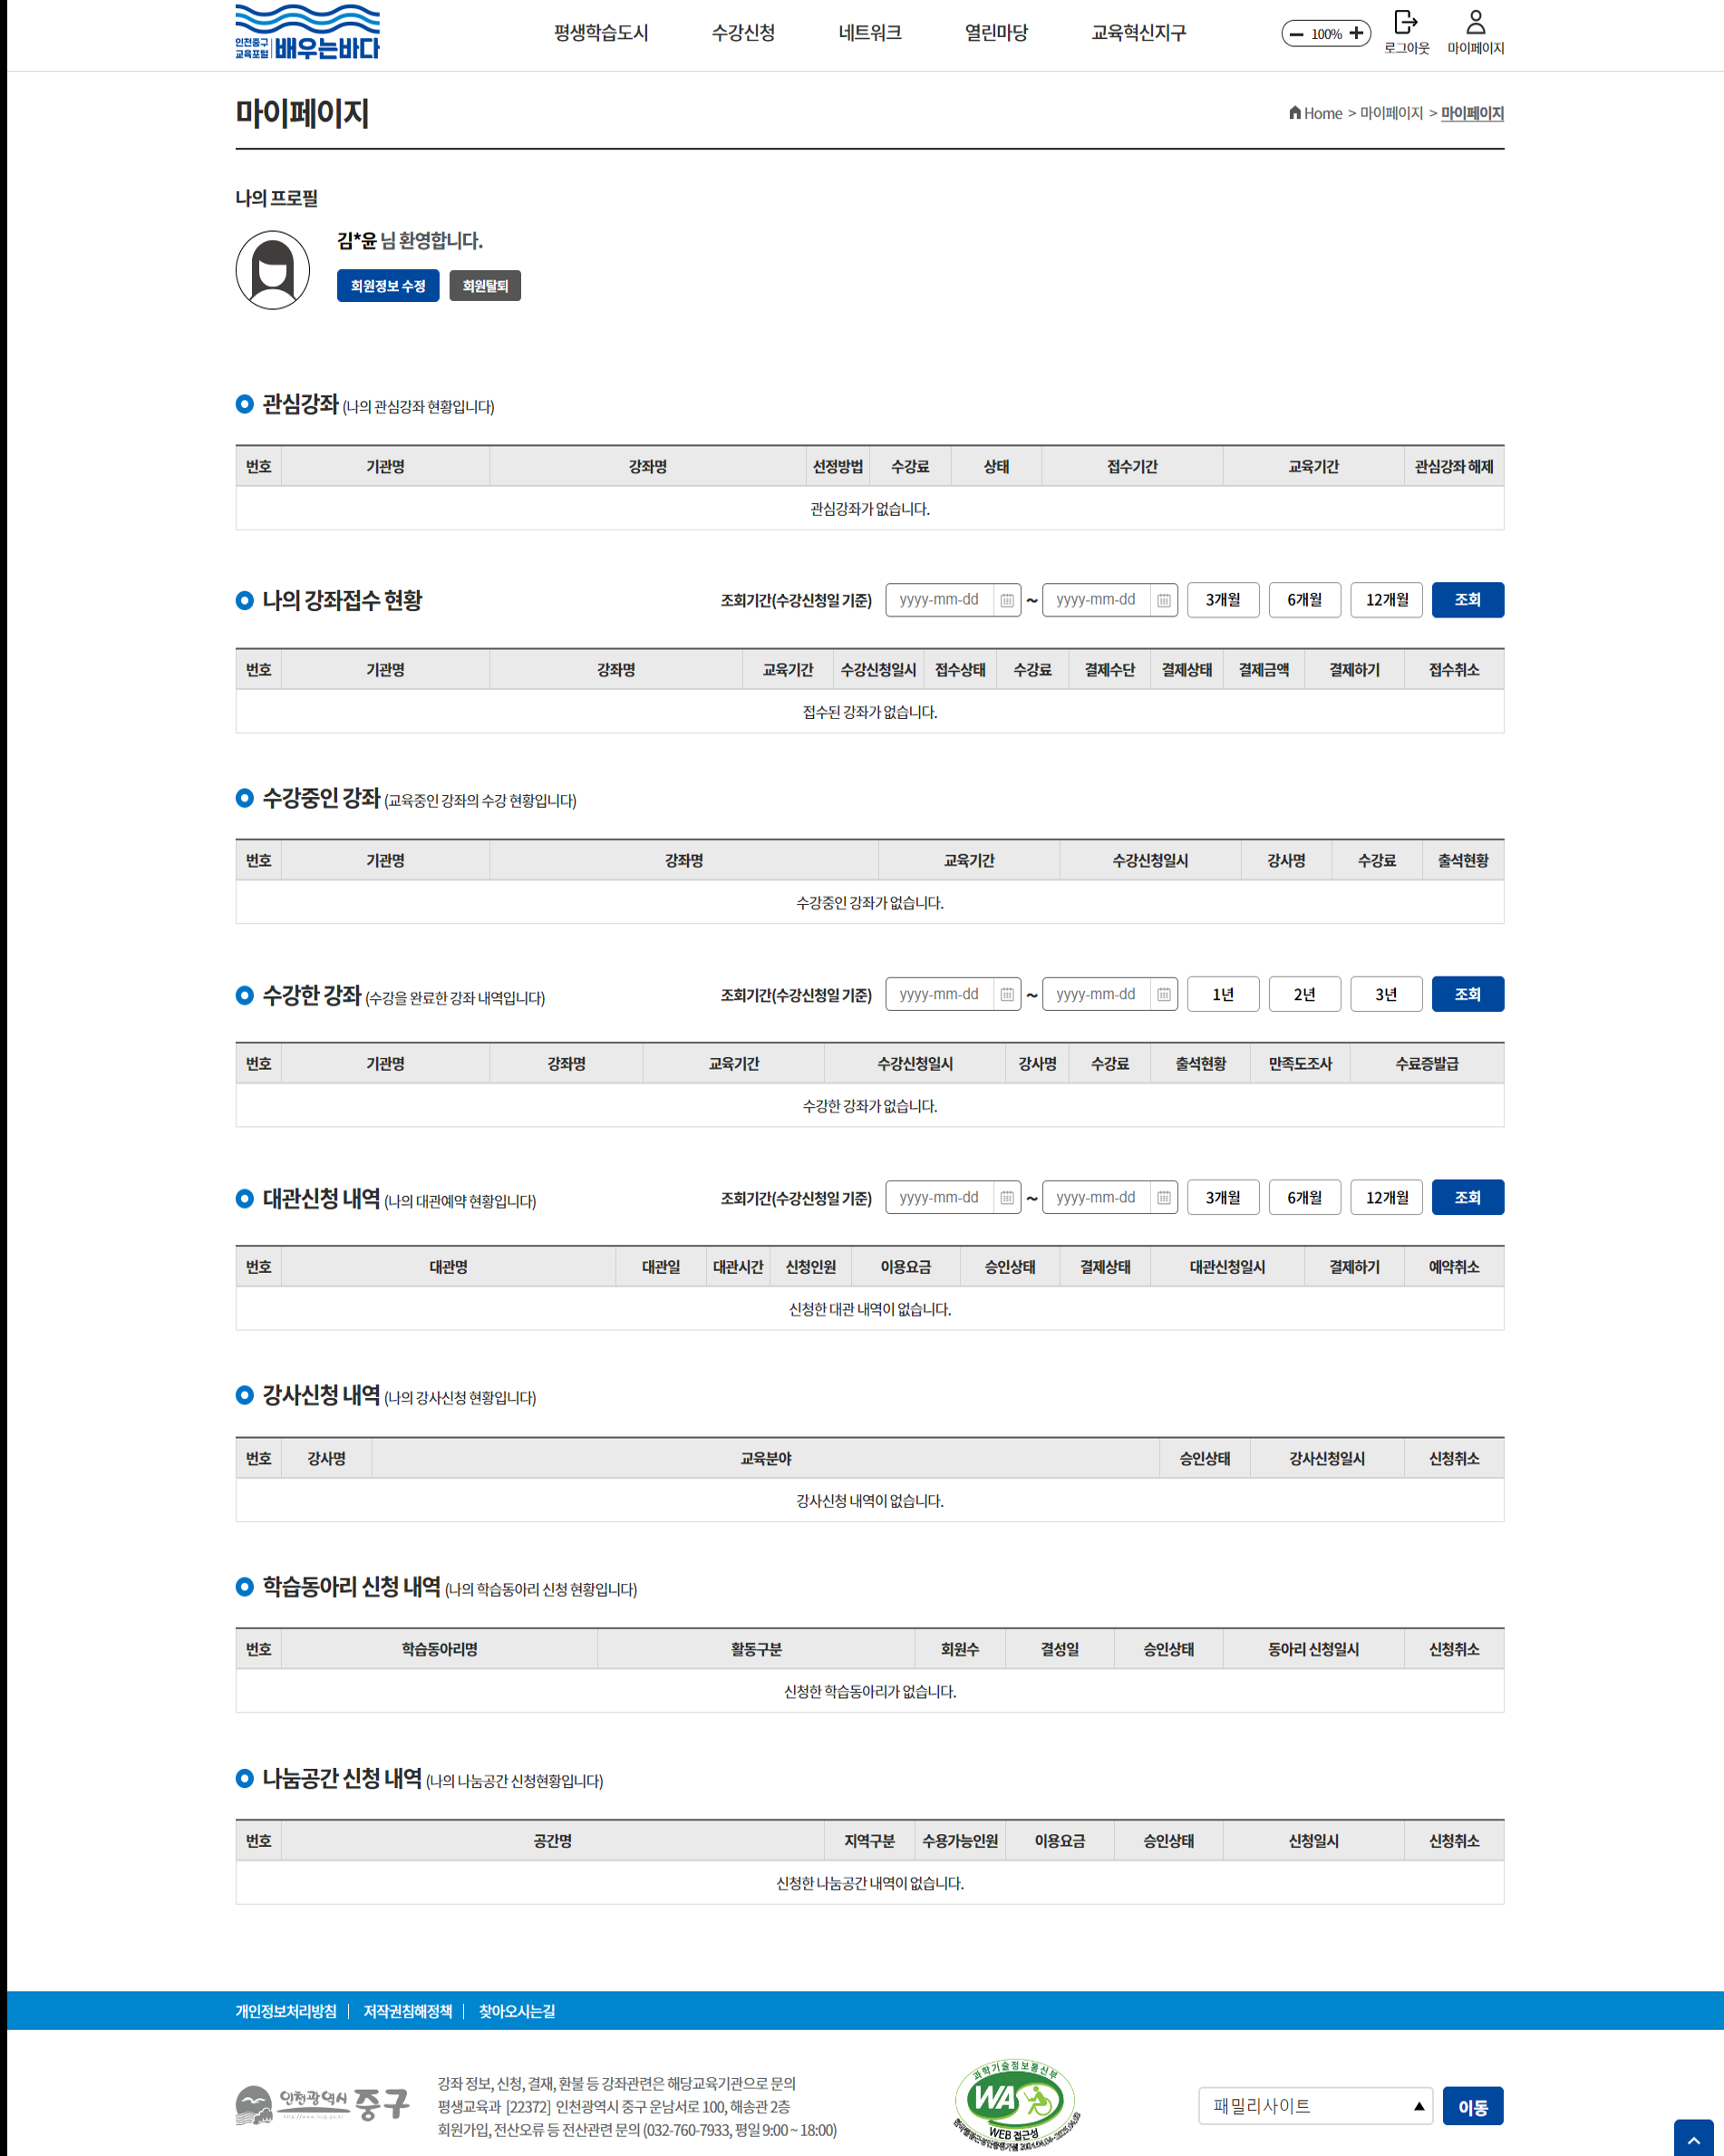 인천중구 교육포털 배우는바다
평생학습도시 수강신청 네트워크 열린마당 교육혁신지구
100% 로그아웃 마이페이지
마이페이지
Home > 마이페이지 > 마이페이지
나의 프로필
김*윤 님 환영합니다.
회원정보 수정 회원탈퇴
관심강좌 (나의 관심강좌 현황입니다)
번호 기관명 강좌명 선정방법 수강료 상태 접수기간 교육기간 관심강좌 해제
관심강좌가 없습니다.
나의 강좌접수 현황 조회기간(수강신청일 기준) yyyy-mm-dd ~ yyyy-mm-dd 3개월 6개월 12개월 조회
번호 기관명 강좌명 교육기간 수강신청일시 접수상태 수강료 결제수단 결제상태 결제금액 결제하기 접수취소
접수된 강좌가 없습니다.
수강중인 강좌 (교육중인 강좌의 수강 현황입니다)
번호 기관명 강좌명 교육기간 수강신청일시 강사명 수강료 출석현황
수강중인 강좌가 없습니다.
수강한 강좌 (수강을 완료한 강좌 내역입니다) 조회기간(수강신청일 기준) yyyy-mm-dd ~ yyyy-mm-dd 1년 2년 3년 조회
번호 기관명 강좌명 교육기간 수강신청일시 강사명 수강료 출석현황 만족도조사 수료증발급
수강한 강좌가 없습니다.
대관신청 내역 (나의 대관예약 현황입니다) 조회기간(수강신청일 기준) yyyy-mm-dd ~ yyyy-mm-dd 3개월 6개월 12개월 조회
번호 대관명 대관일 대관시간 신청인원 이용요금 승인상태 결제상태 대관신청일시 결제하기 예약취소
신청한 대관 내역이 없습니다.
강사신청 내역 (나의 강사신청 현황입니다)
번호 강사명 교육분야 승인상태 강사신청일시 신청취소
강사신청 내역이 없습니다.
학습동아리 신청 내역 (나의 학습동아리 신청 현황입니다)
번호 학습동아리명 활동구분 회원수 결성일 승인상태 동아리 신청일시 신청취소
신청한 학습동아리가 없습니다.
나눔공간 신청 내역 (나의 나눔공간 신청현황입니다)
번호 공간명 지역구분 수용가능인원 이용요금 승인상태 신청일시 신청취소
신청한 나눔공간 내역이 없습니다.
개인정보처리방침 저작권침해정책 찾아오시는길
인천광역시 중구
강좌 정보, 신청, 결재, 환불 등 강좌관련은 해당교육기관으로 문의
평생교육과 [22372] 인천광역시 중구 운남서로 100, 해송관 2층
회원가입, 전산오류 등 전산관련 문의 (032-760-7933, 평일 9:00 ~ 18:00)
과학기술정보통신부
WA
WEB 접근성
패밀리사이트 이동